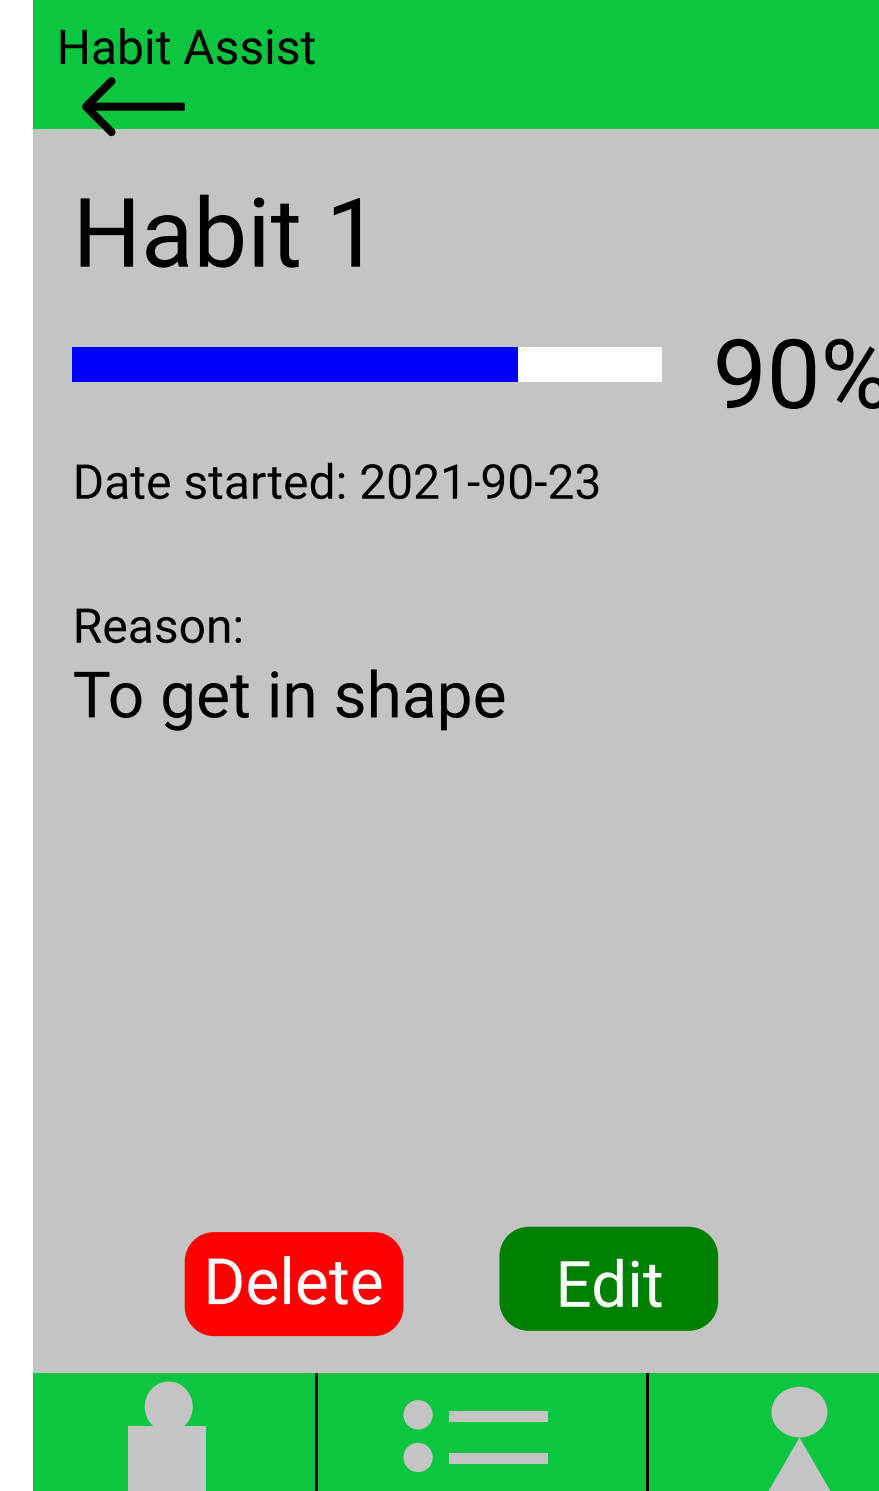 Habit Assist
Habit 1
90%
Date started: 2021-90-23
Reason:
To get in shape
Delete
Edit